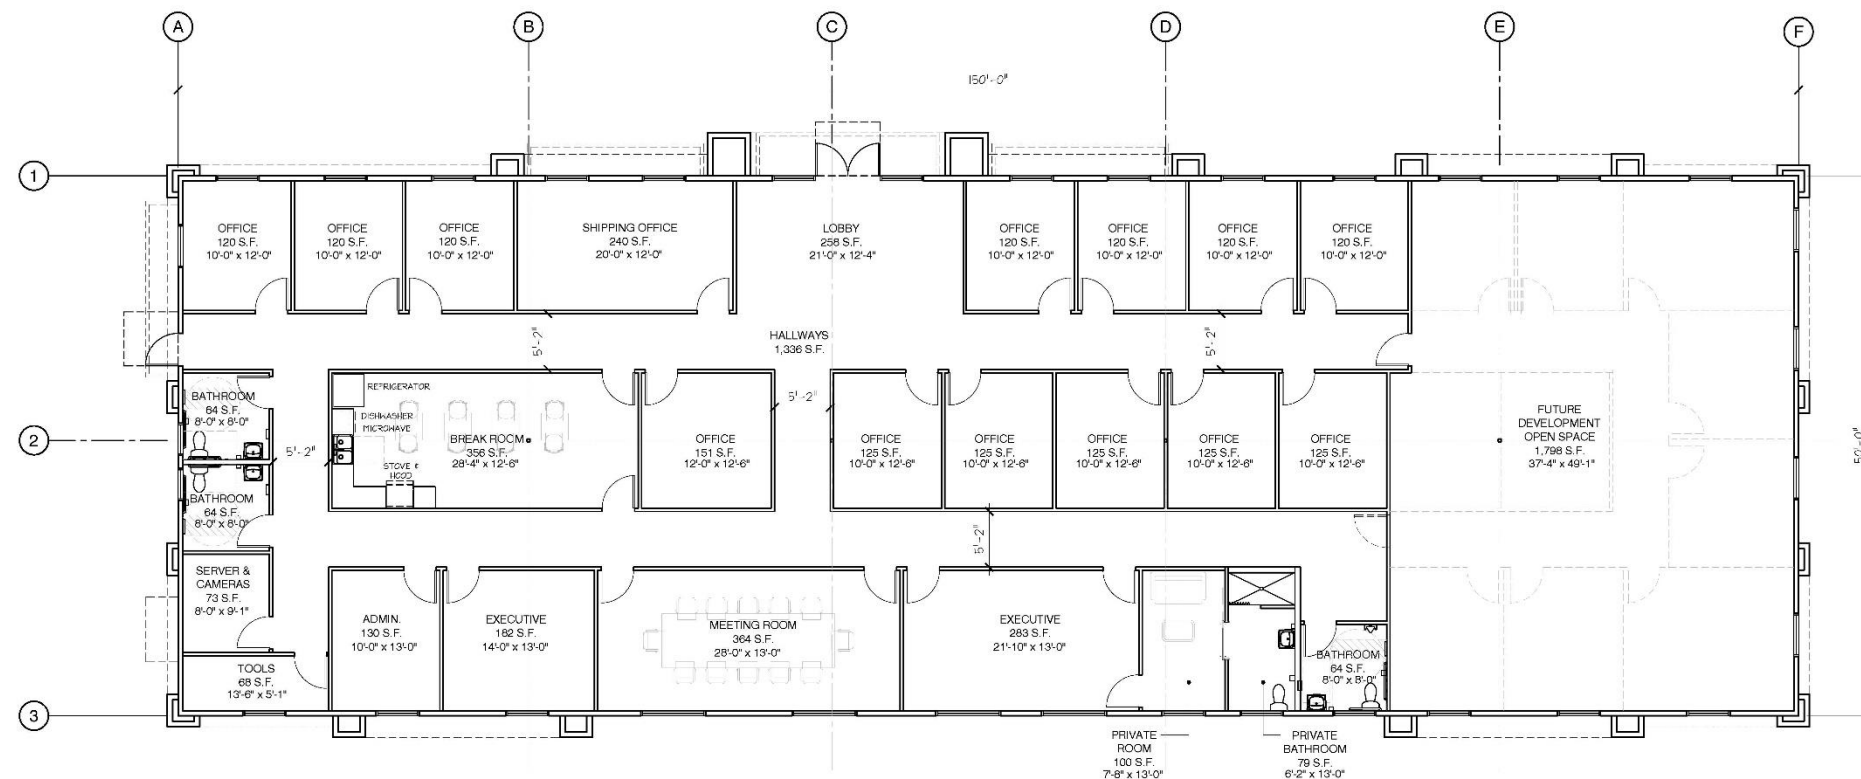 A
B
C
D
E
F
150'-0"
1
OFFICE
120 S.F.
10'-0" x 12'-0"
OFFICE
120 S.F.
10'-0" x 12'-0"
OFFICE
120 S.F.
10'-0" x 12'-0"
SHIPPING OFFICE
240 S.F.
20'-0" x 12'-0"
LOBBY
258 S.F.
21'-0" x 12'-4"
OFFICE
120 S.F.
10'-0" x 12'-0"
OFFICE
120 S.F.
10'-0" x 12'-0"
OFFICE
120 S.F.
10'-0" x 12'-0"
OFFICE
120 S.F.
10'-0" x 12'-0"
5'-2"
HALLWAYS
1,336 S.F.
5'-2"
BATHROOM
64 S.F.
8'-0" x 8'-0"
REFRIGERATOR
DISHWASHER
MICROWAVE
STOVE &
HOOD
BREAK ROOM
356 S.F.
28'-4" x 12'-6"
5'-2"
OFFICE
151 S.F.
12'-0" x 12'-6"
5'-2"
OFFICE
125 S.F.
10'-0" x 12'-6"
OFFICE
125 S.F.
10'-0" x 12'-6"
OFFICE
125 S.F.
10'-0" x 12'-6"
OFFICE
125 S.F.
10'-0" x 12'-6"
OFFICE
125 S.F.
10'-0" x 12'-6"
FUTURE
DEVELOPMENT
OPEN SPACE
1,798 S.F.
37'-4" x 49'-1"
50'-0"
2
BATHROOM
64 S.F.
8'-0" x 8'-0"
5'-2"
SERVER &
CAMERAS
73 S.F.
8'-0" x 9'-1"
TOOLS
68 S.F.
13'-6" x 5'-1"
ADMIN.
130 S.F.
10'-0" x 13'-0"
EXECUTIVE
182 S.F.
14'-0" x 13'-0"
MEETING ROOM
364 S.F.
28'-0" x 13'-0"
EXECUTIVE
283 S.F.
21'-10" x 13'-0"
BATHROOM
64 S.F.
8'-0" x 8'-0"
3
PRIVATE
ROOM
100 S.F.
7'-8" x 13'-0"
PRIVATE
BATHROOM
79 S.F.
6'-2" x 13'-0"